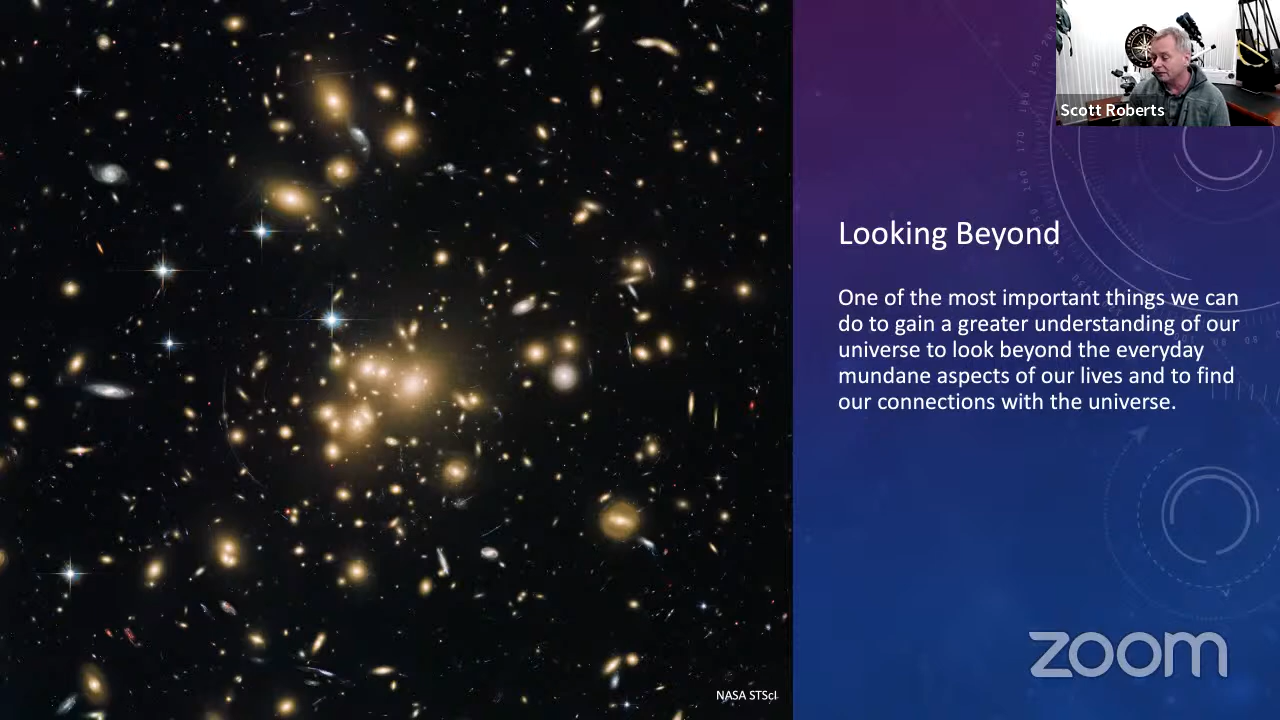 Scott Roberts
Looking Beyond
One of the most important things we can
do to gain a greater understanding of our
universe to look beyond the everyday
mundane aspects of our lives and to find
our connections with the universe.
zoom
NASA STScI